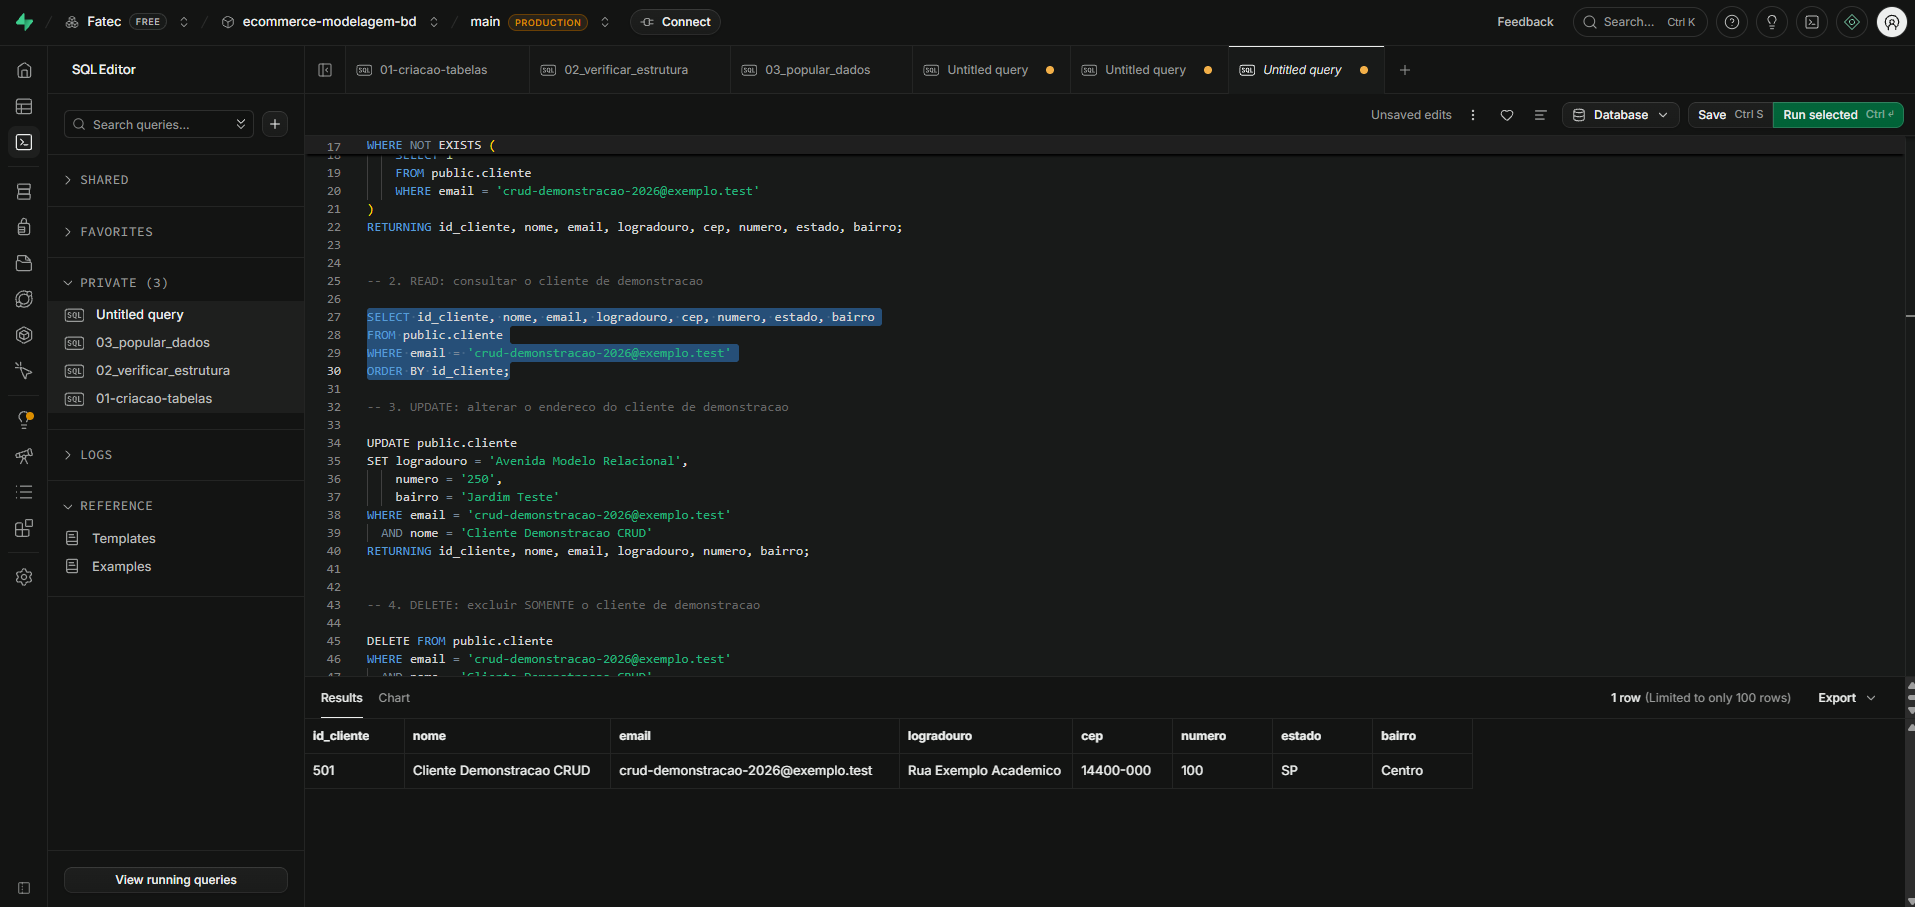 Fatec FREE ecommerce-modelagem-bd main PRODUCTION Connect Feedback Search... Ctrl K
SQL Editor
01-criacao-tabelas 02_verificar_estrutura 03_popular_dados Untitled query Untitled query Untitled query
Search queries...
Unsaved edits Database Save Ctrl S Run selected Ctrl
SHARED
FAVORITES
PRIVATE (3)
Untitled query
03_popular_dados
02_verificar_estrutura
01-criacao-tabelas
LOGS
REFERENCE
Templates
Examples
View running queries
17 WHERE NOT EXISTS (
18 SELECT 1
19 FROM public.cliente
20 WHERE email = 'crud-demonstracao-2026@exemplo.test'
21 )
22 RETURNING id_cliente, nome, email, logradouro, cep, numero, estado, bairro;
23
24
25 -- 2. READ: consultar o cliente de demonstracao
26
27 SELECT id_cliente, nome, email, logradouro, cep, numero, estado, bairro
28 FROM public.cliente
29 WHERE email = 'crud-demonstracao-2026@exemplo.test'
30 ORDER BY id_cliente;
31
32 -- 3. UPDATE: alterar o endereco do cliente de demonstracao
33
34 UPDATE public.cliente
35 SET logradouro = 'Avenida Modelo Relacional',
36 numero = '250',
37 bairro = 'Jardim Teste'
38 WHERE email = 'crud-demonstracao-2026@exemplo.test'
39 AND nome = 'Cliente Demonstracao CRUD'
40 RETURNING id_cliente, nome, email, logradouro, numero, bairro;
41
42
43 -- 4. DELETE: excluir SOMENTE o cliente de demonstracao
44
45 DELETE FROM public.cliente
46 WHERE email = 'crud-demonstracao-2026@exemplo.test'
47 AND nome = 'Cliente Demonstracao CRUD'
Results Chart 1 row (Limited to only 100 rows) Export
id_cliente nome email logradouro cep numero estado bairro
501 Cliente Demonstracao CRUD crud-demonstracao-2026@exemplo.test Rua Exemplo Academico 14400-000 100 SP Centro